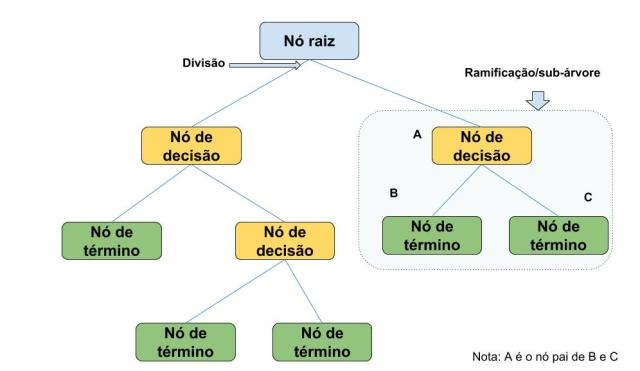 Nó raiz
Divisão
Ramificação/sub-árvore
Nó de
decisão
A
Nó de
decisão
B
C
Nó de
término
Nó de
decisão
Nó de
término
Nó de
término
Nó de
término
Nó de
término
Nota: A é o nó pai de B e C